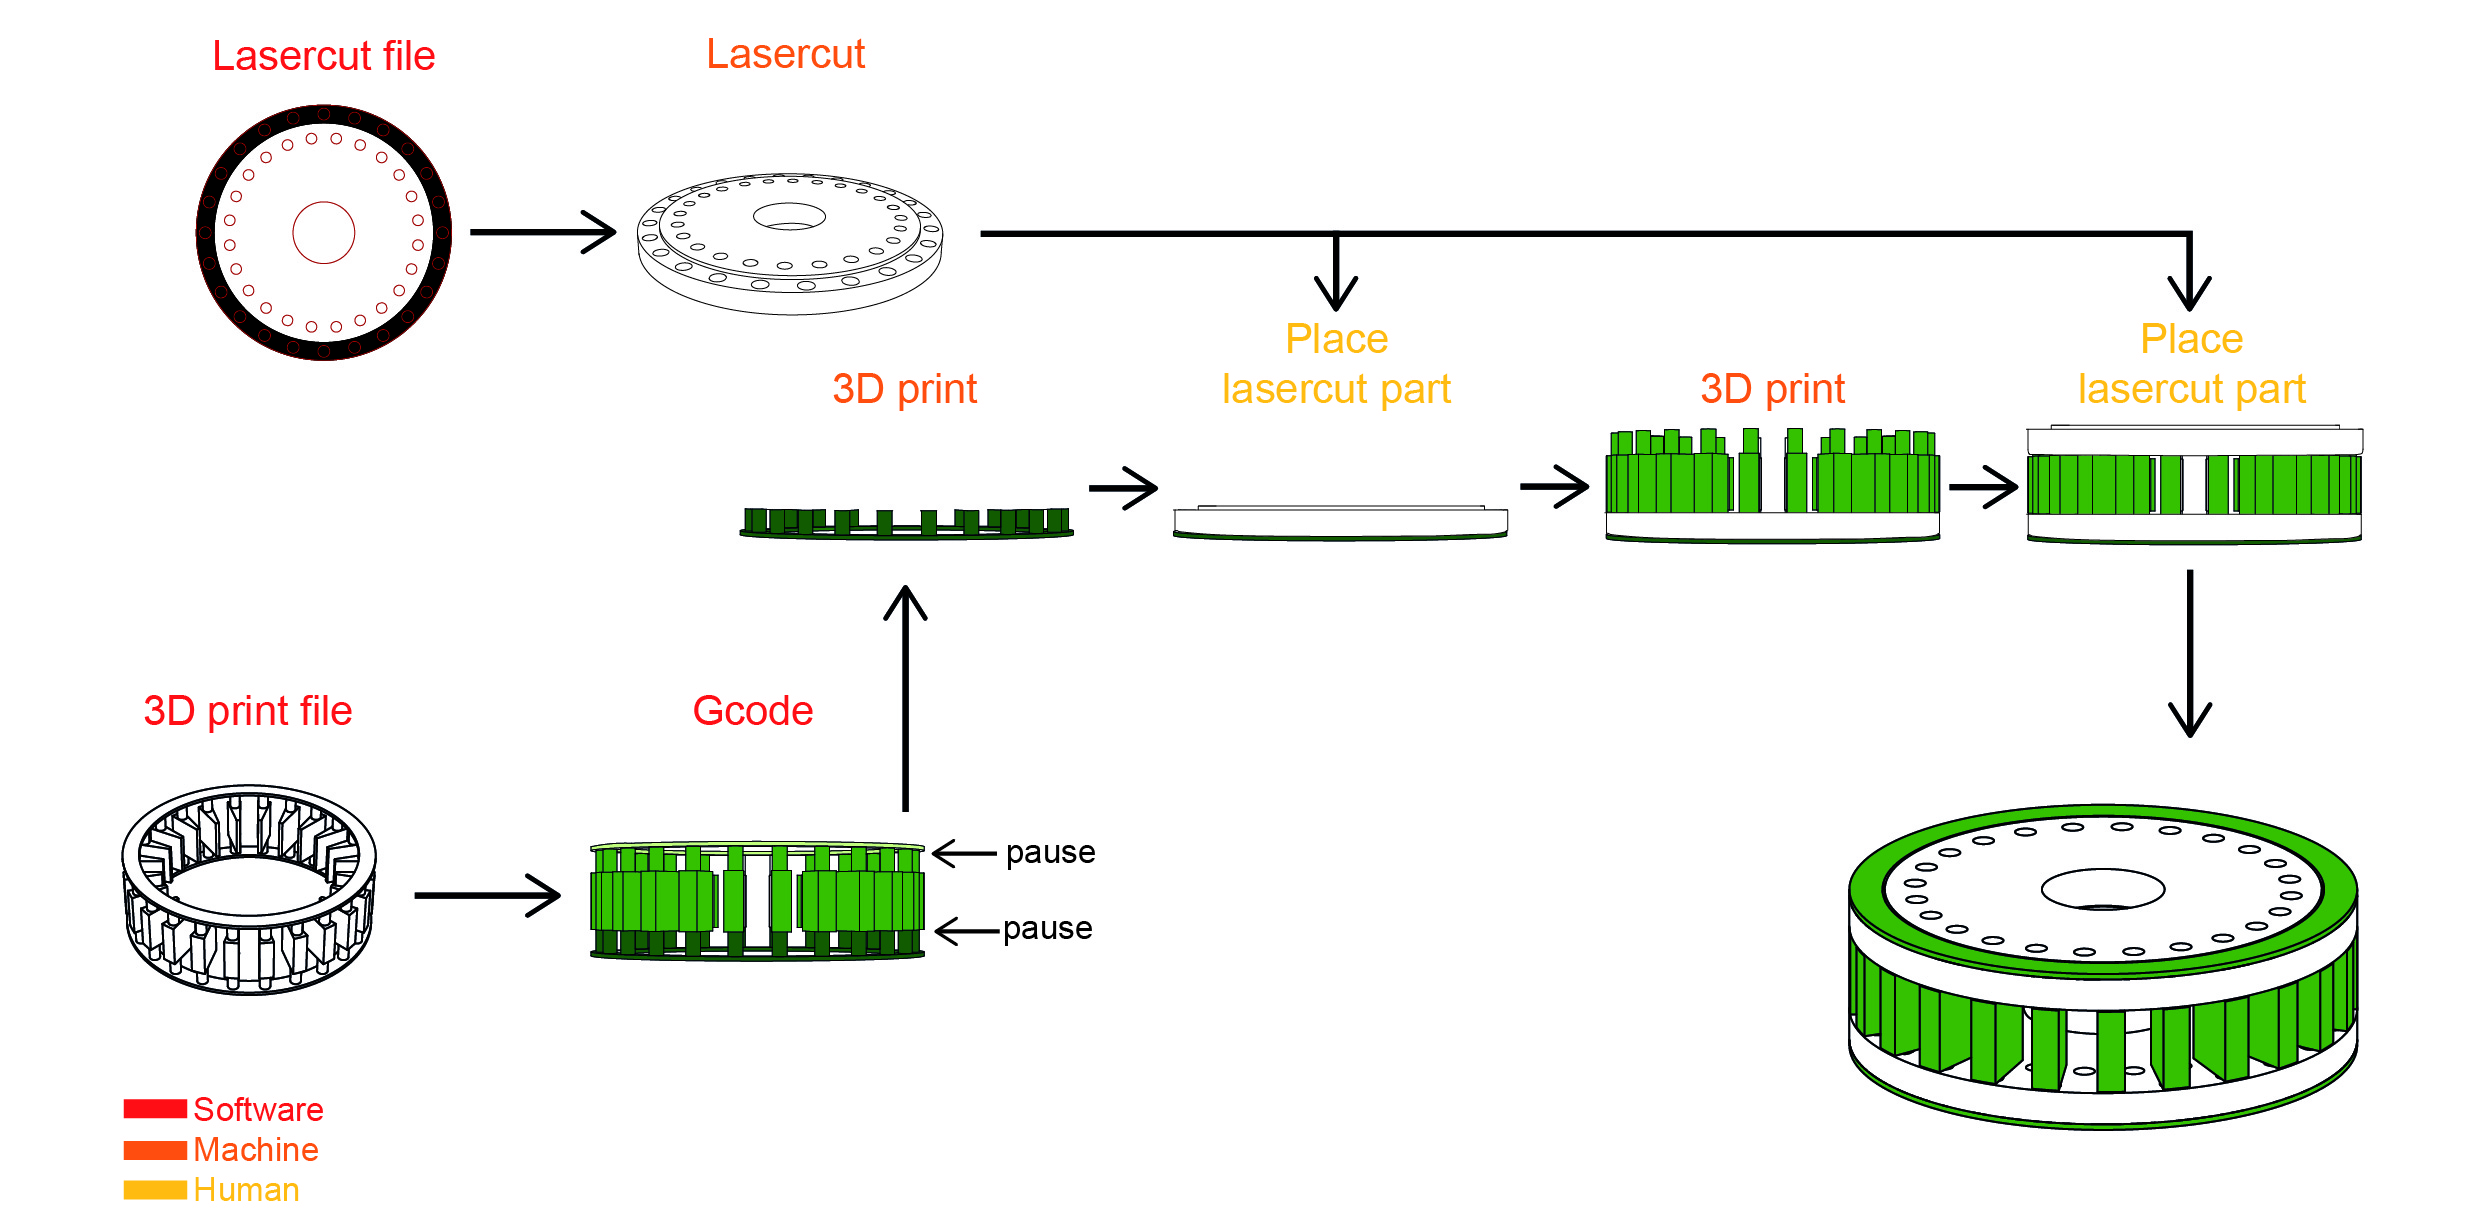 Lasercut file
Lasercut
Place
lasercut part
Place
lasercut part
3D print
3D print
3D print file
Gcode
pause
pause
Software
Machine
Human